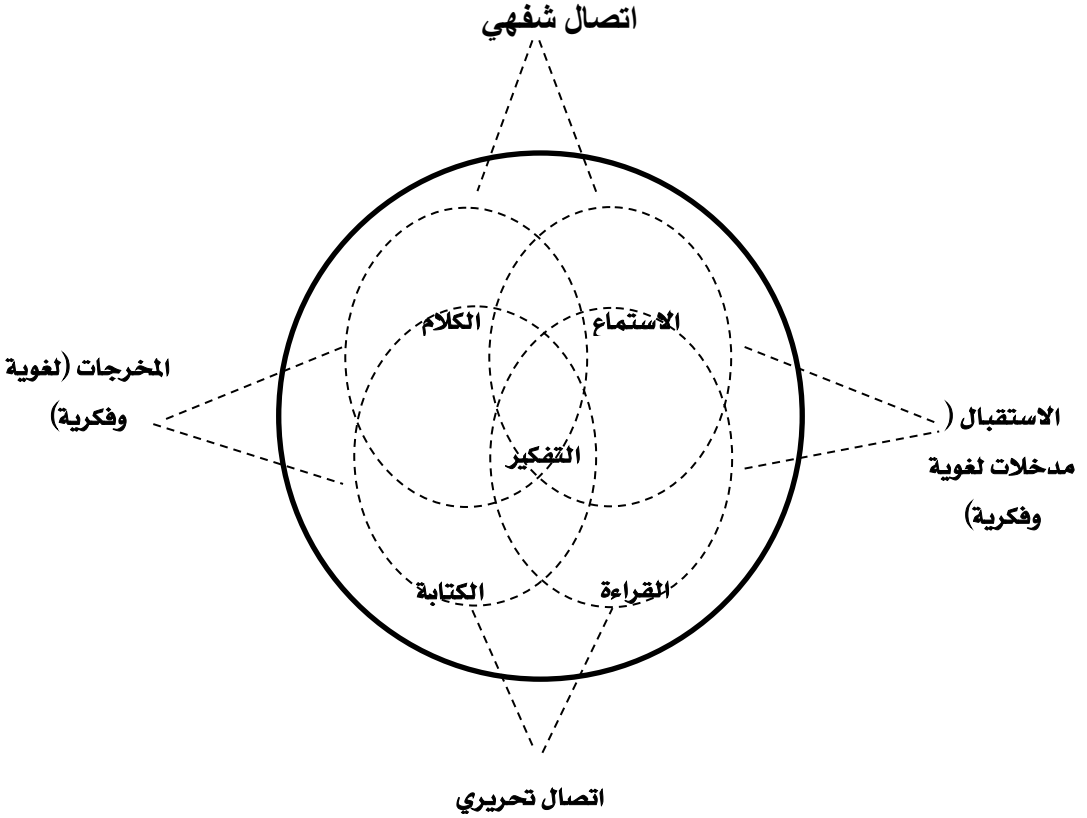 اتصال شفهي
الاستماع
الكلام
المخرجات (لغوية
وفكرية)
الاستقبال (
مدخلات لغوية
وفكرية)
التفكير
القراءة
الكتابة
اتصال تحريري